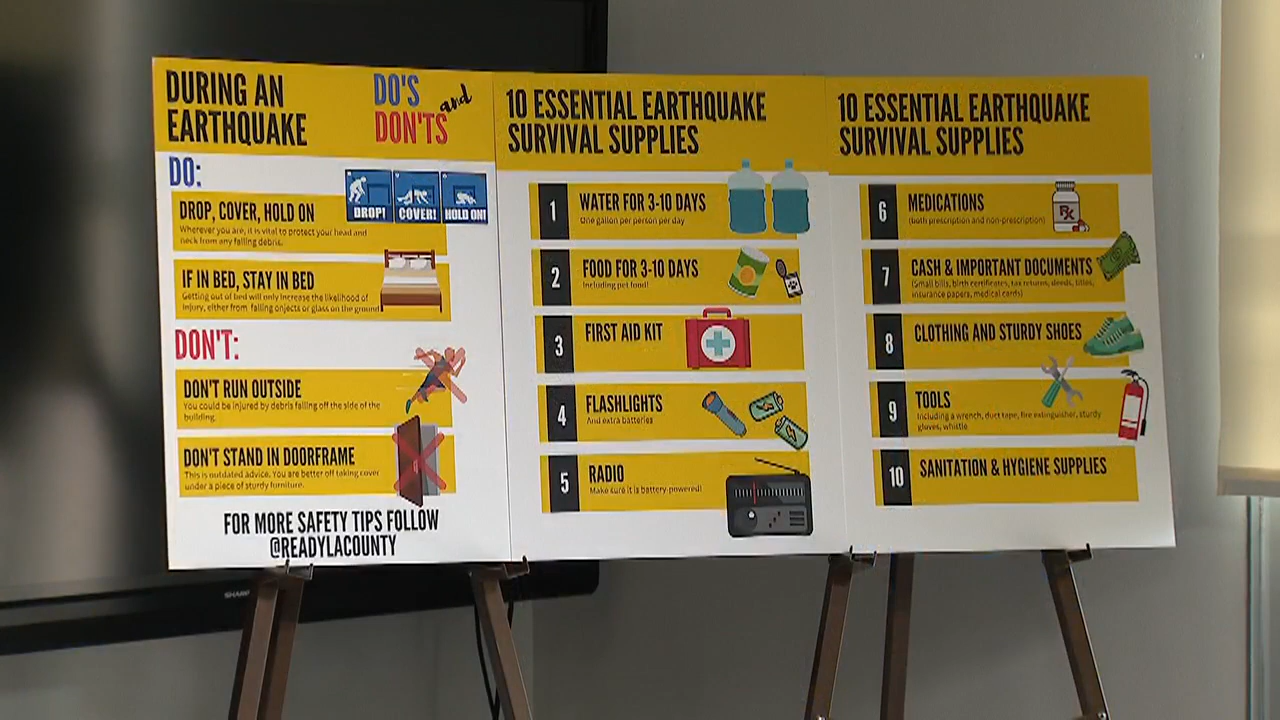 DURING AN
EARTHQUAKE
DO'S
and
DON'TS
DO:
DROP! COVER! HOLD ON!
DROP, COVER, HOLD ON
Wherever you are, it is vital to protect your head and
neck from any falling debris.
IF IN BED, STAY IN BED
Getting out of bed will only increase the likelihood of
injury, either from falling onjects or glass on the ground
DON'T:
DON'T RUN OUTSIDE
You could be injured by debris falling off the side of the
building.
DON'T STAND IN DOORFRAME
This is outdated advice. You are better off taking cover
under a piece of sturdy furniture.
FOR MORE SAFETY TIPS FOLLOW
@READYLACOUNTY
10 ESSENTIAL EARTHQUAKE
SURVIVAL SUPPLIES
1 WATER FOR 3-10 DAYS
One gallon per person per day
2 FOOD FOR 3-10 DAYS
Including pet food!
3 FIRST AID KIT
4 FLASHLIGHTS
And extra batteries
5 RADIO
Make sure it is battery-powered!
10 ESSENTIAL EARTHQUAKE
SURVIVAL SUPPLIES
6 MEDICATIONS
(both prescription and non-prescription)
Rx
7 CASH & IMPORTANT DOCUMENTS
(Small bills, birth certificates, tax returns, deeds, titles,
insurance papers, medical cards)
8 CLOTHING AND STURDY SHOES
9 TOOLS
Including a wrench, duct tape, fire extinguisher, sturdy
gloves, whistle
10 SANITATION & HYGIENE SUPPLIES
SHARP